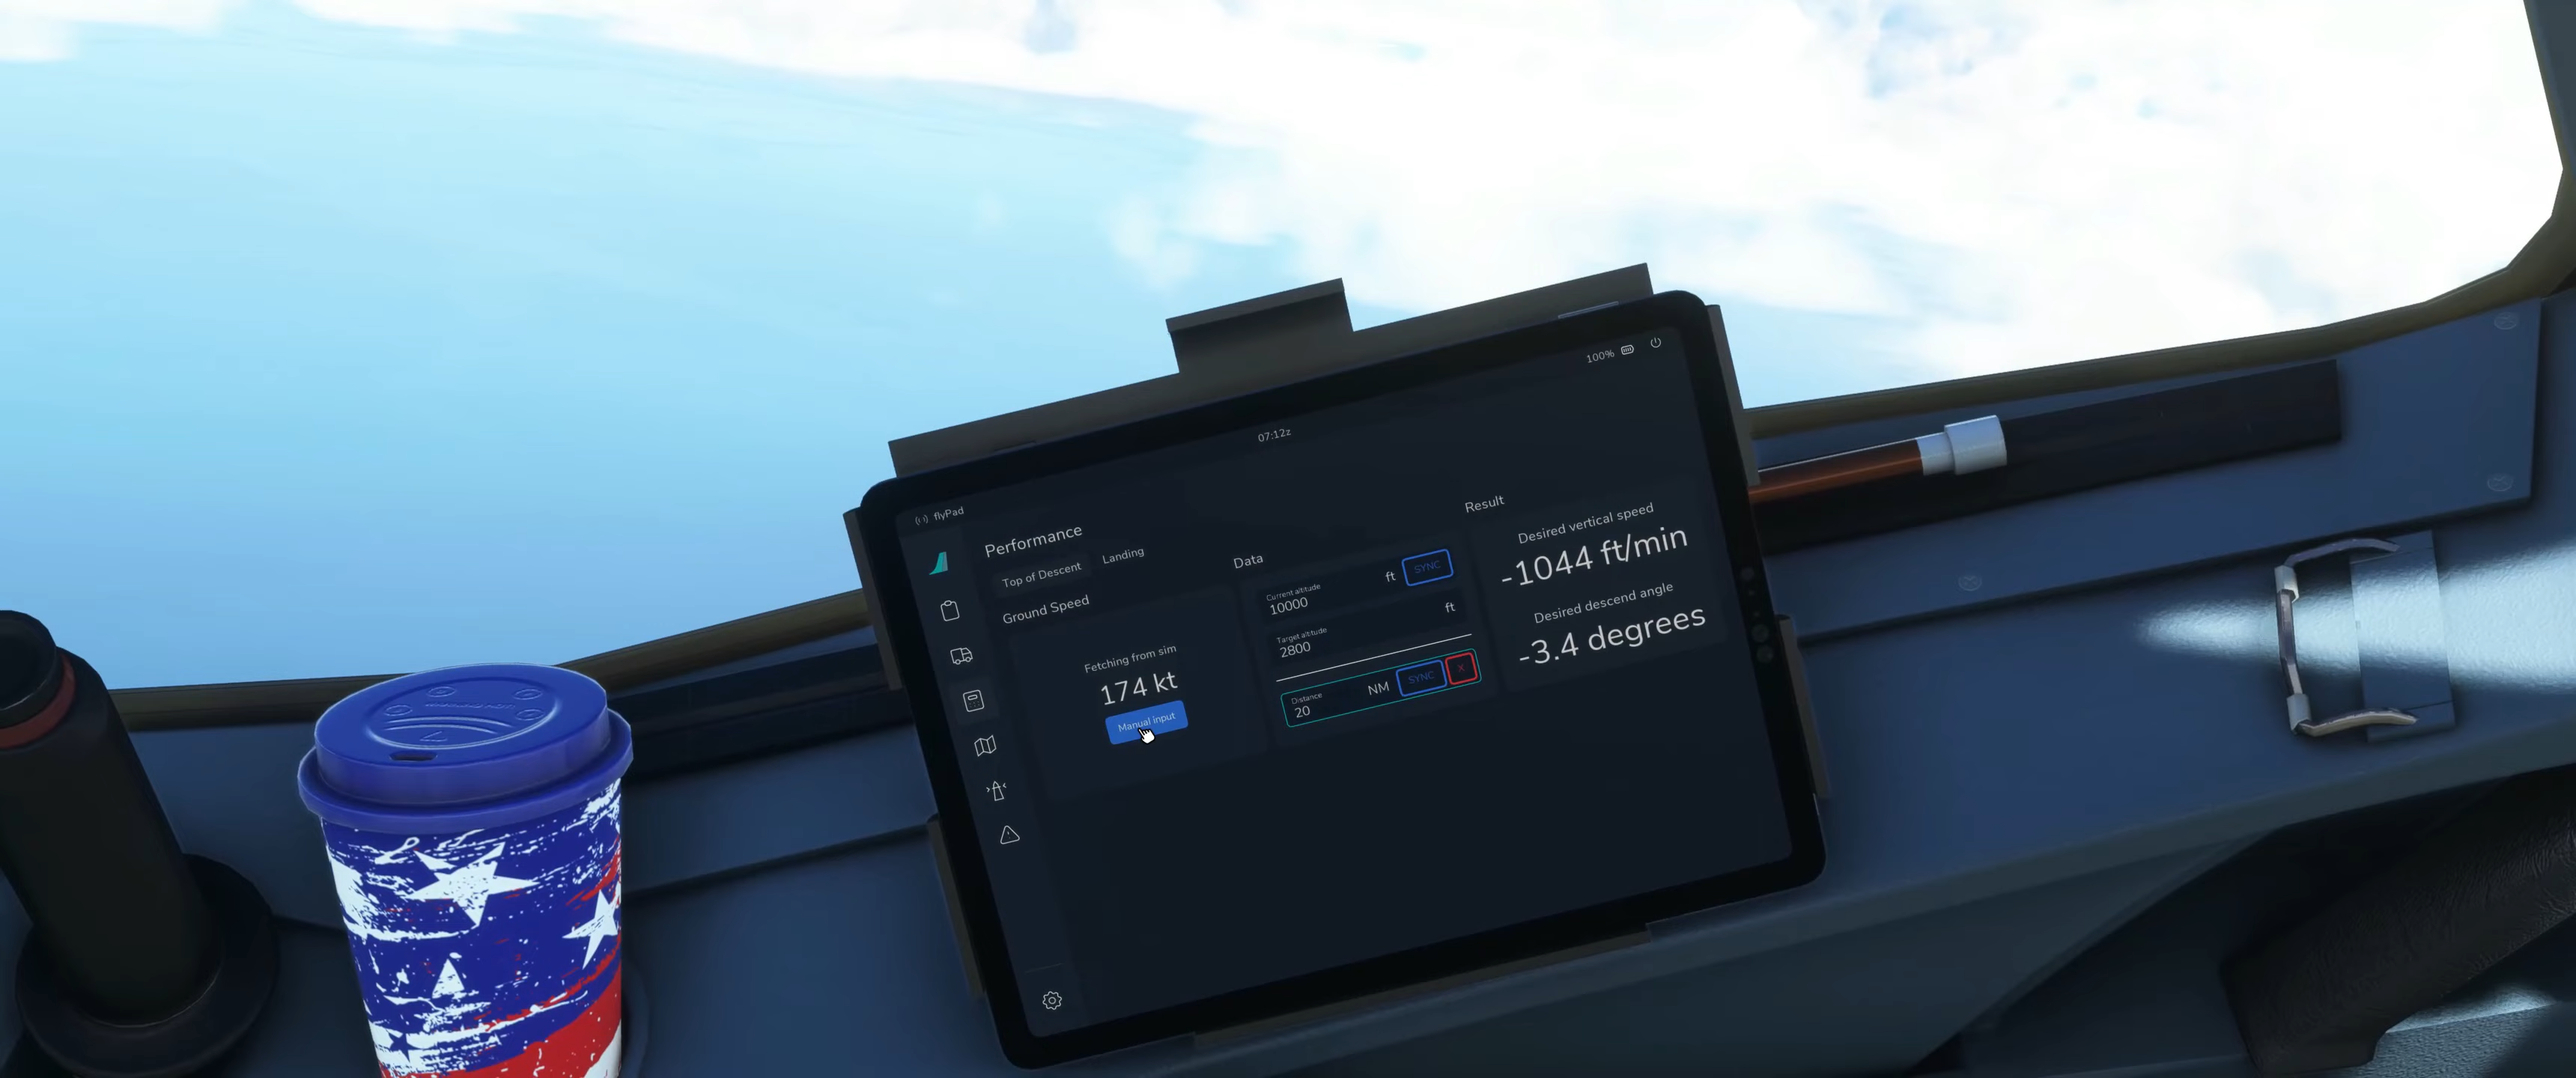 100%
07:12z
flyPad
Performance
Top of Descent
Landing
Ground Speed
Fetching from sim
174 kt
Manual input
Data
Current altitude
10000
ft
SYNC
Target altitude
2800
ft
Distance
20
NM
SYNC
X
Result
Desired vertical speed
-1044 ft/min
Desired descend angle
-3.4 degrees